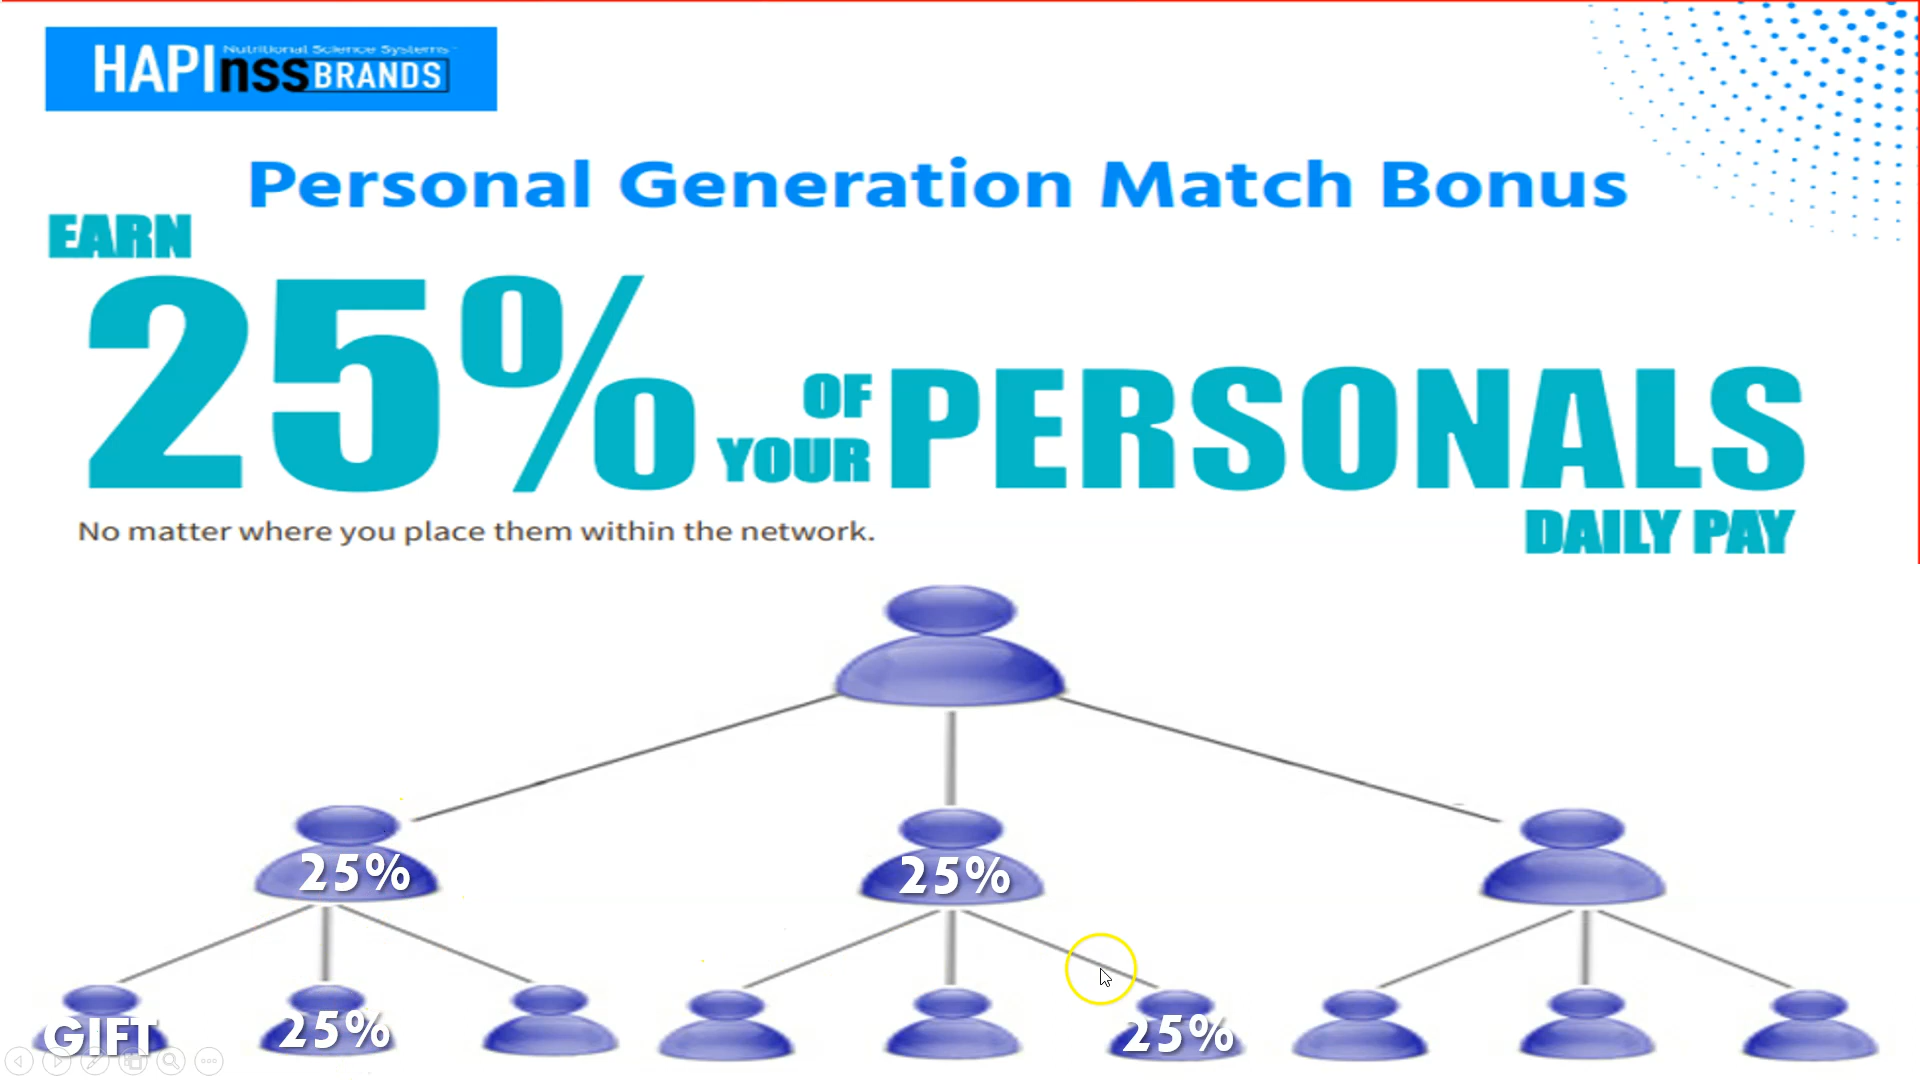 Nutritional Science Systems
HAPInssBRANDS
Personal Generation Match Bonus
EARN
25% OF YOUR PERSONALS
DAILY PAY
No matter where you place them within the network.
25%
25%
GIFT
25%
25%